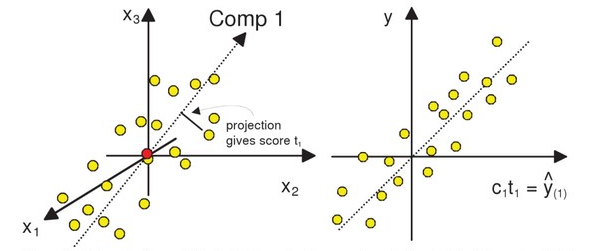 x₃
Comp 1
projection
gives score t₁
x₂
x₁
y
c₁t₁ = ŷ₍₁₎